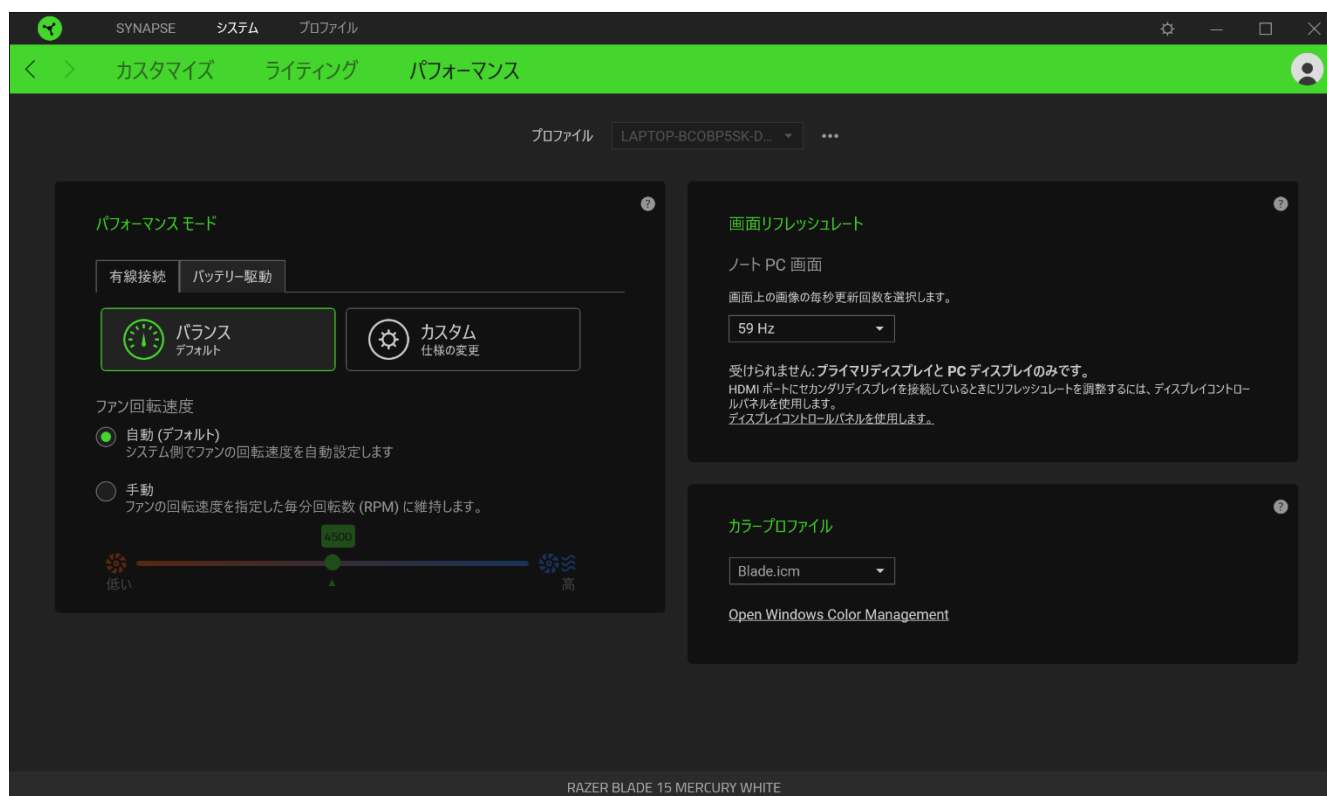 SYNAPSE システム プロファイル
カスタマイズ ライティング パフォーマンス
プロファイル LAPTOP-BCOBP5SK-D...
パフォーマンス モード
有線接続 バッテリー駆動
バランス
デフォルト
カスタム
仕様の変更
ファン回転速度
自動 (デフォルト)
システム側でファンの回転速度を自動設定します
手動
ファンの回転速度を指定した毎分回転数 (RPM) に維持します。
4500
低い 高
画面リフレッシュレート
ノート PC 画面
画面上の画像の毎秒更新回数を選択します。
59 Hz
受けられません: プライマリディスプレイと PC ディスプレイのみです。
HDMI ポートにセカンダリディスプレイを接続しているときにリフレッシュレートを調整するには、ディスプレイコントロー
ルパネルを使用します。
ディスプレイコントロールパネルを使用します。
カラープロファイル
Blade.icm
Open Windows Color Management
RAZER BLADE 15 MERCURY WHITE